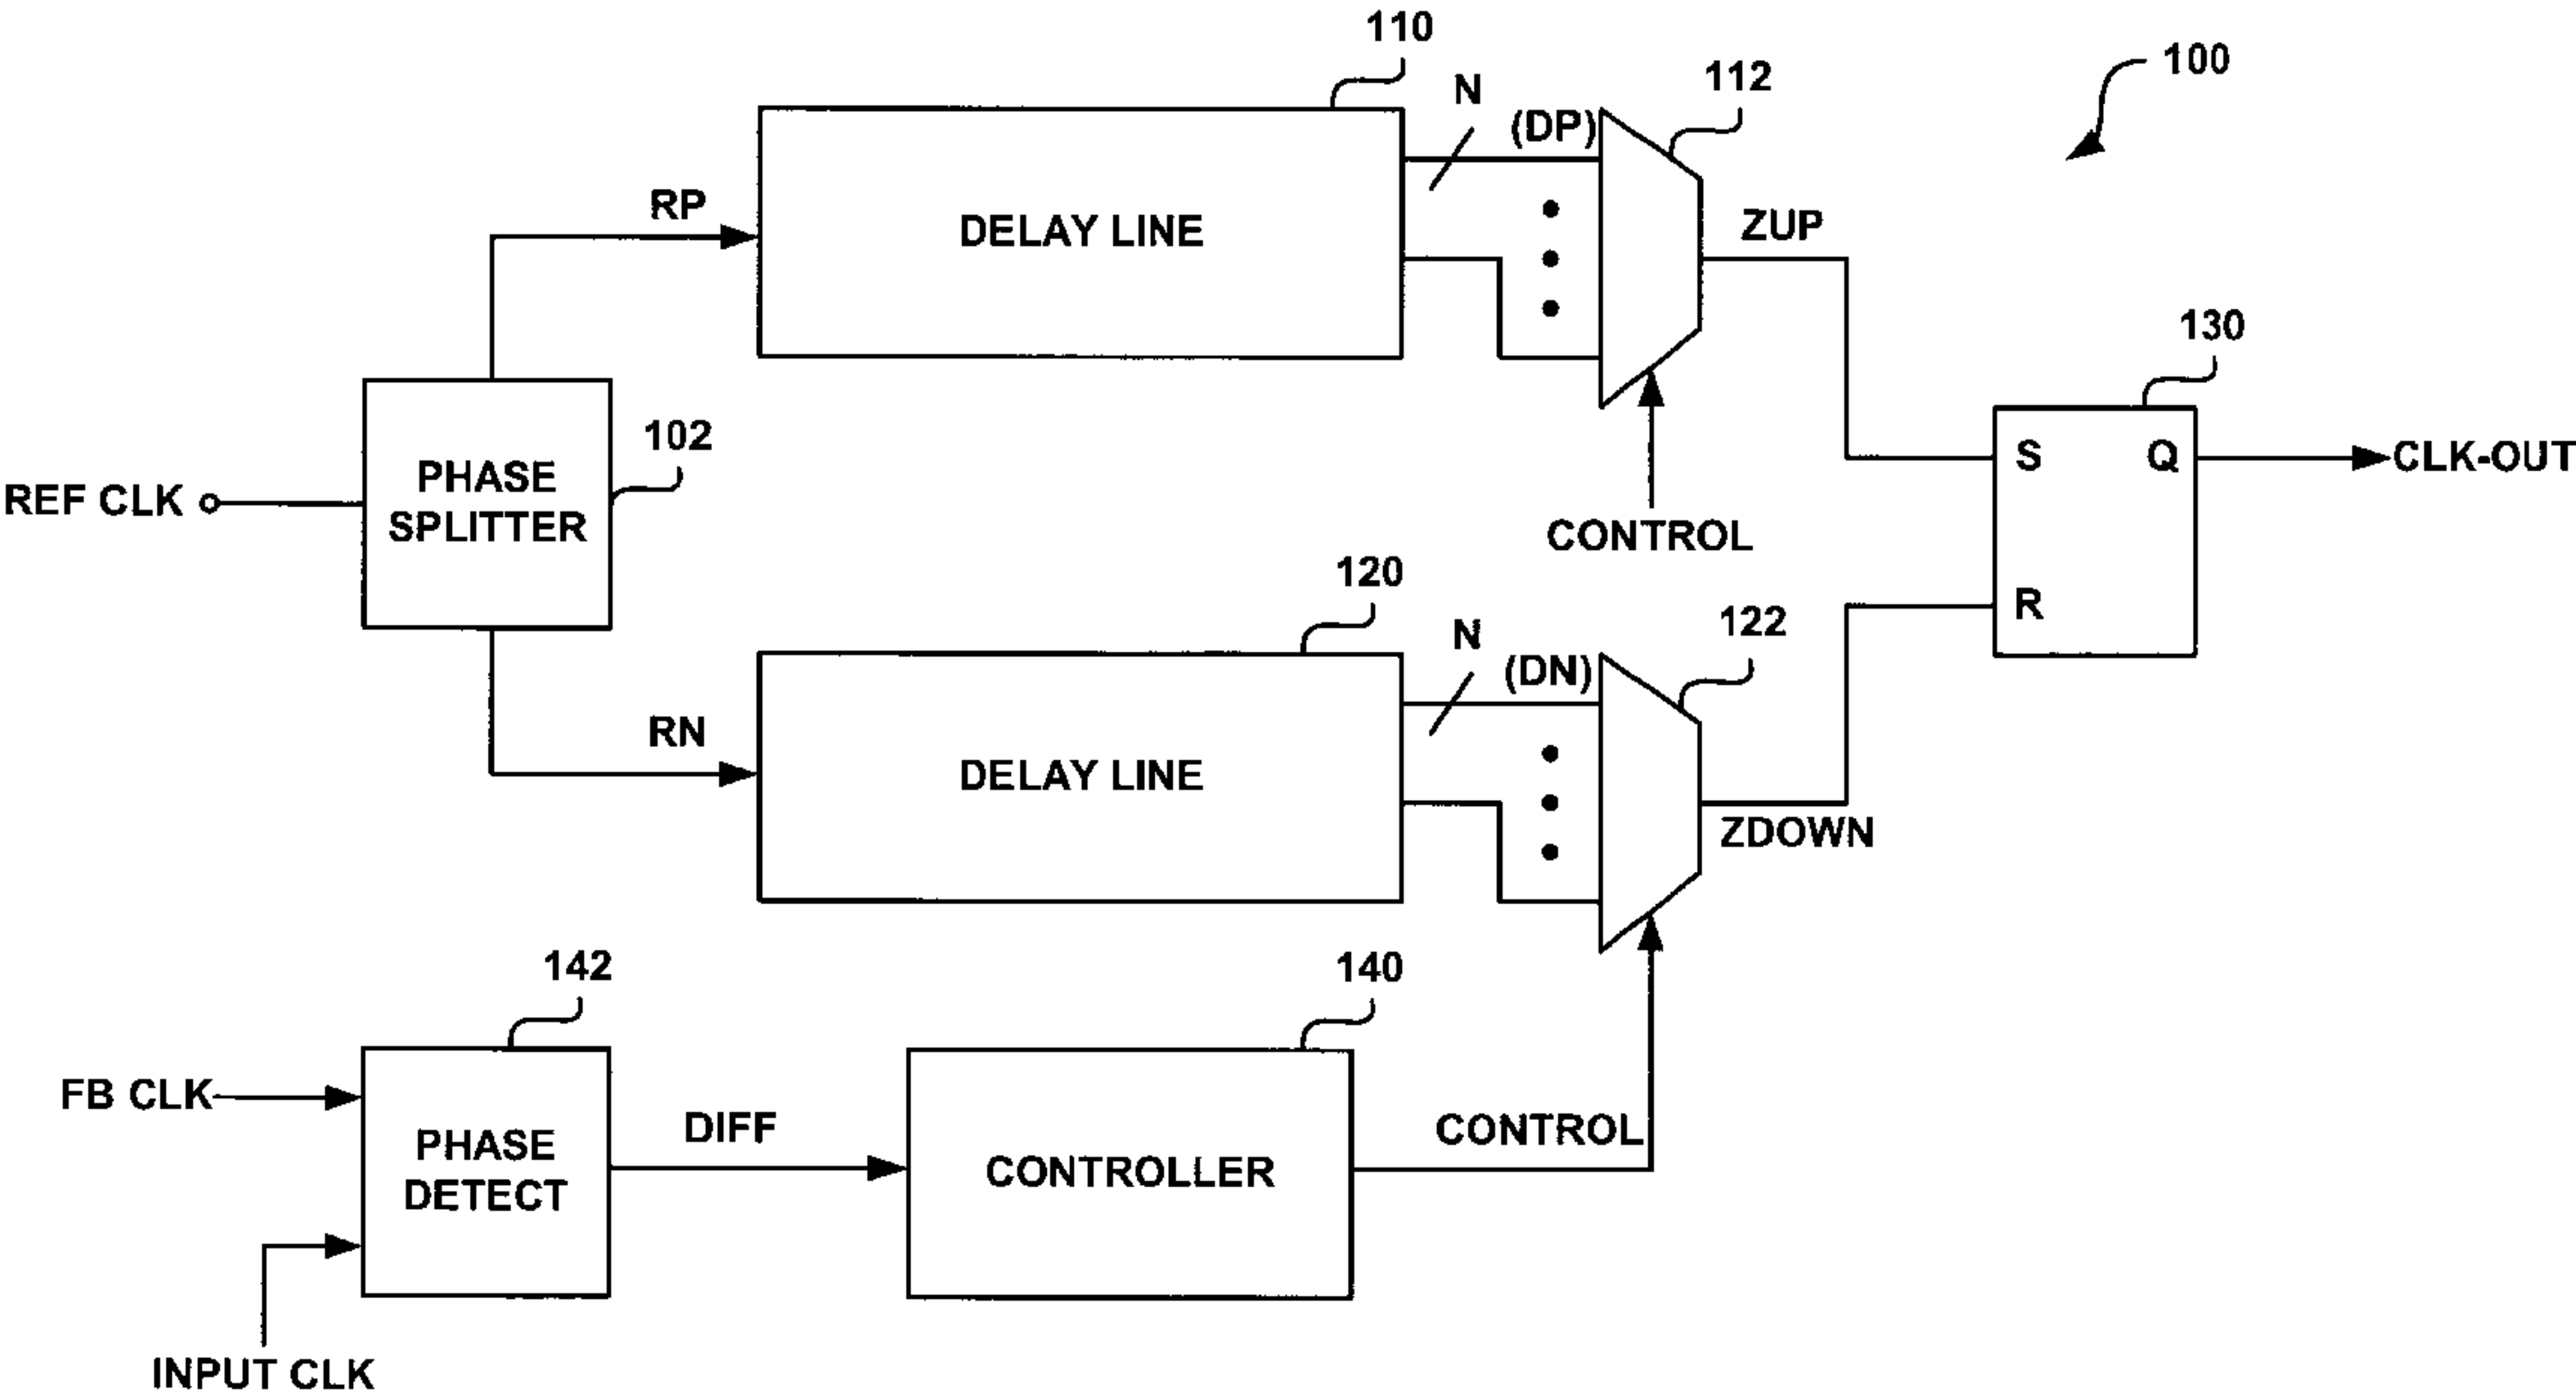 110
N
(DP)
112
100
RP
DELAY LINE
ZUP
130
102
PHASE
SPLITTER
REF CLK
S
Q
CLK-OUT
CONTROL
R
120
N
(DN)
122
RN
DELAY LINE
ZDOWN
142
140
FB CLK
PHASE
DETECT
DIFF
CONTROLLER
CONTROL
INPUT CLK